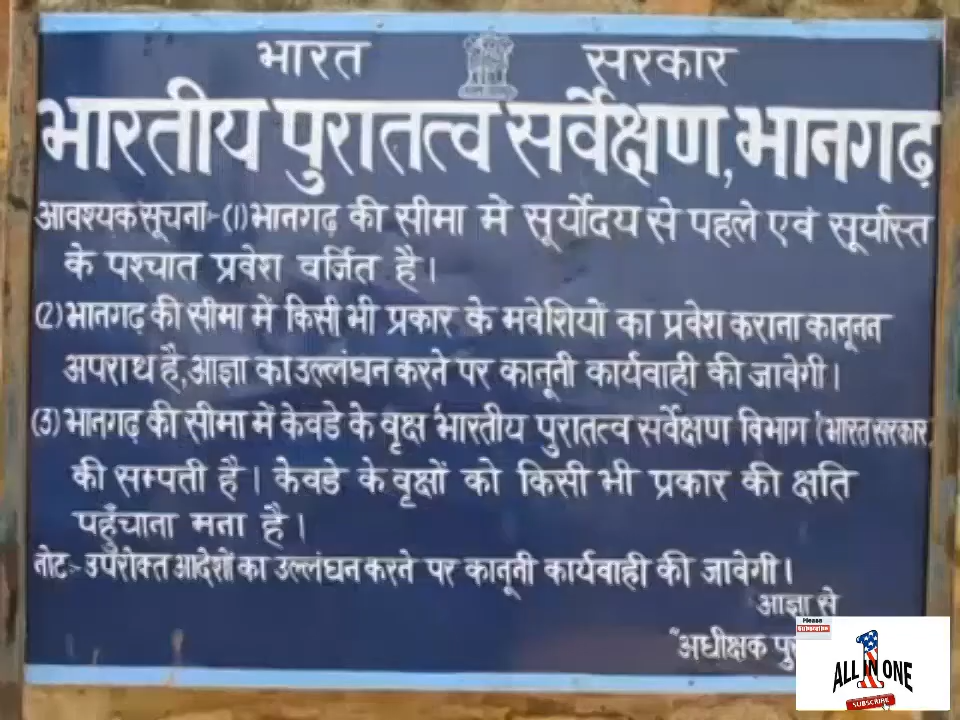 भारत सरकार
भारतीय पुरातत्व सर्वेक्षण, भानगढ़
आवश्यक सूचना:- (1) भानगढ़ की सीमा में सूर्योदय से पहले एवं सूर्यास्त
के पश्चात प्रवेश वर्जित है।
(2) भानगढ़ की सीमा में किसी भी प्रकार के मवेशियों का प्रवेश कराना कानूनन
अपराध है, आज्ञा का उल्लंघन करने पर कानूनी कार्यवाही की जावेगी।
(3) भानगढ़ की सीमा में केवडे के वृक्ष भारतीय पुरातत्व सर्वेक्षण विभाग (भारत सरकार)
की सम्पती है। केवडे के वृक्षों को किसी भी प्रकार की क्षति
पहुँचाना मना है।
नोट:- उपरोक्त आदेशों का उल्लंघन करने पर कानूनी कार्यवाही की जावेगी।
आज्ञा से
"अधीक्षक
Please
Subscribe
ALL IN ONE
SUBSCRIBE